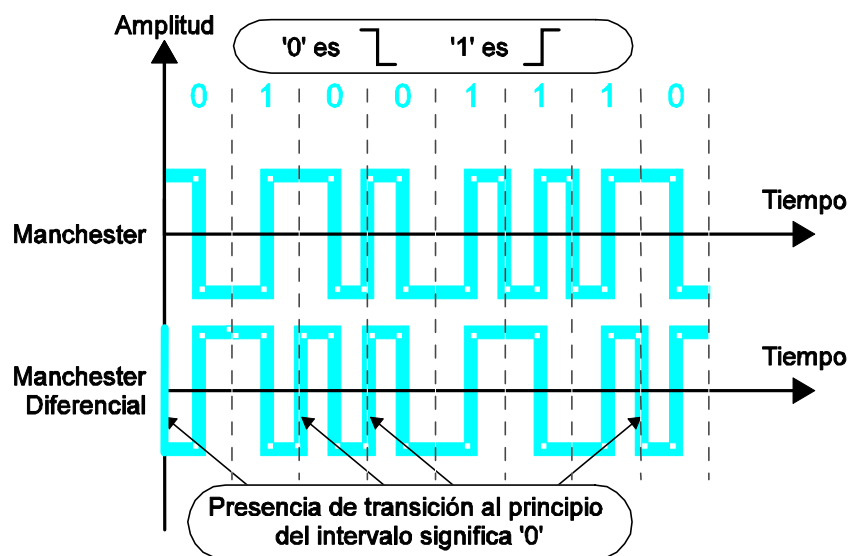 Amplitud
'0' es '1' es
0 1 0 0 1 1 1 0
Tiempo
Manchester
Tiempo
Manchester
Diferencial
Presencia de transición al principio
del intervalo significa '0'